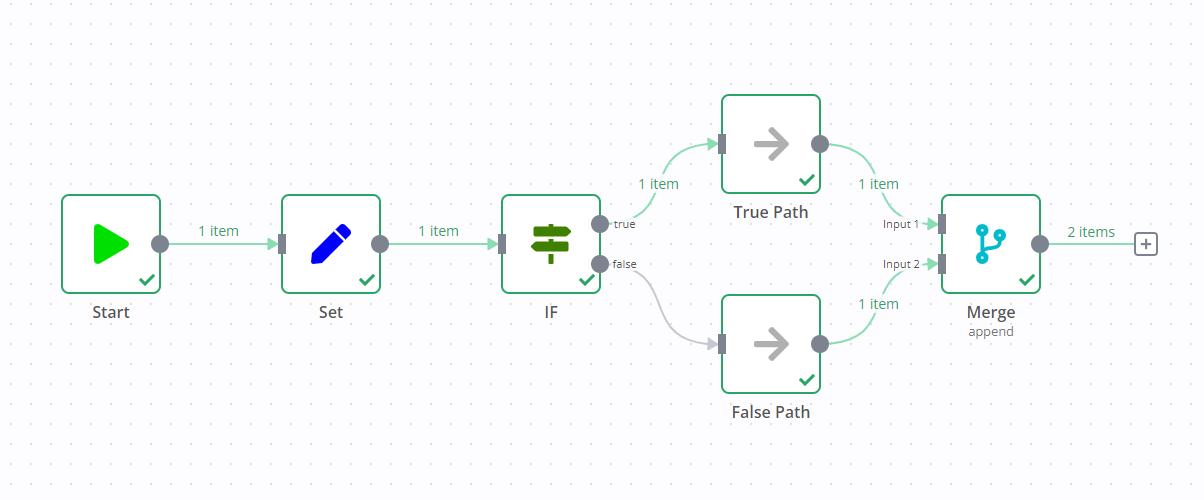 Start
1 item
Set
1 item
IF
true
false
1 item
True Path
False Path
1 item
1 item
Input 1
Input 2
Merge
append
2 items